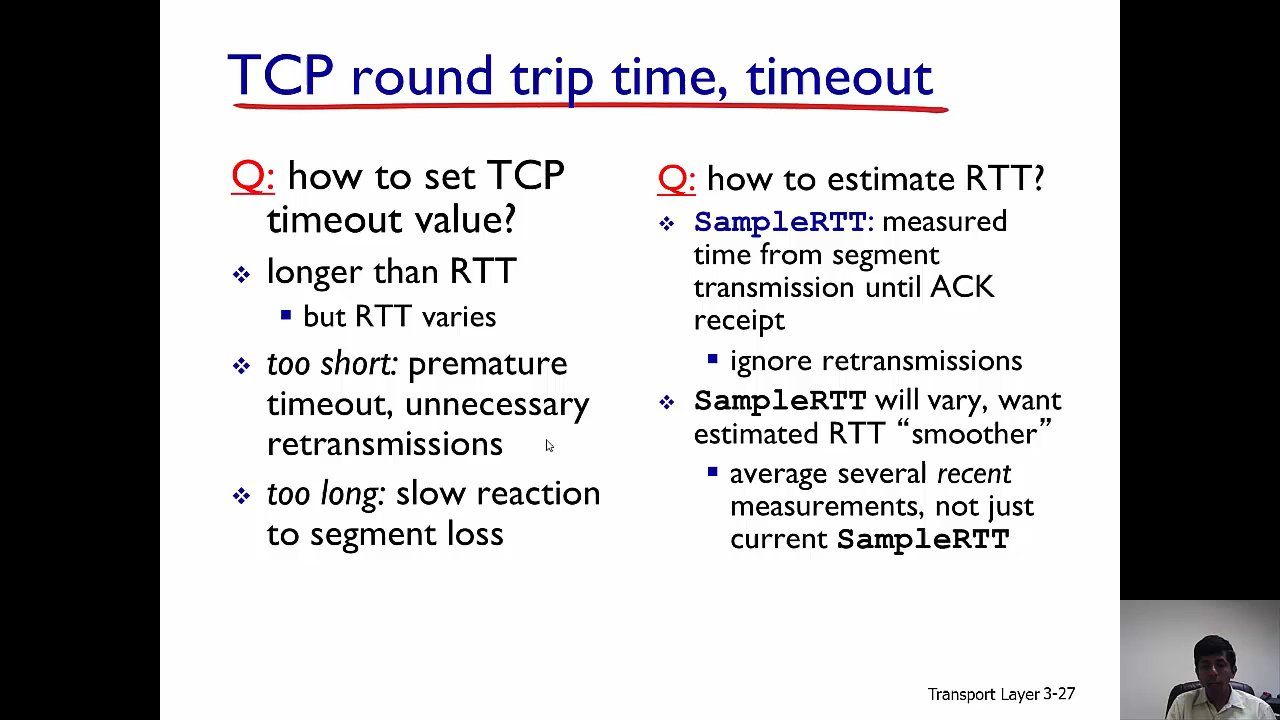 TCP round trip time, timeout
Q: how to set TCP
timeout value?
❖ longer than RTT
▪ but RTT varies
❖ too short: premature
timeout, unnecessary
retransmissions
❖ too long: slow reaction
to segment loss
Q: how to estimate RTT?
❖ SampleRTT: measured
time from segment
transmission until ACK
receipt
▪ ignore retransmissions
❖ SampleRTT will vary, want
estimated RTT “smoother”
▪ average several recent
measurements, not just
current SampleRTT
Transport Layer 3-27